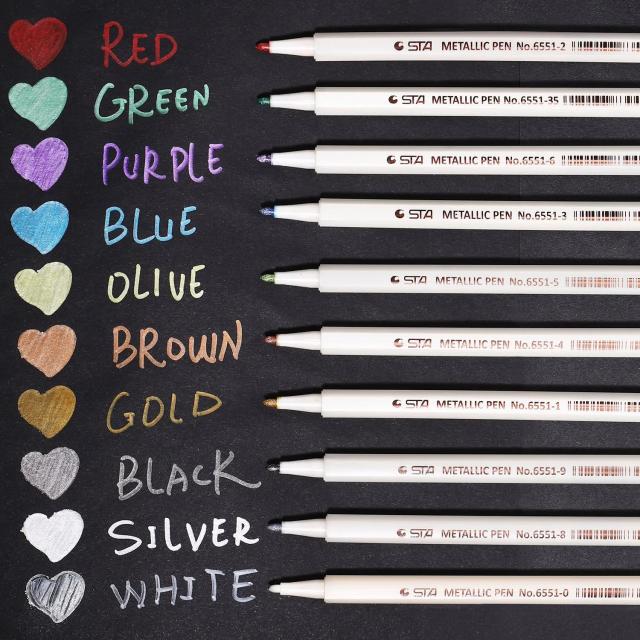 RED STA METALLIC PEN No.6551-2
GREEN STA METALLIC PEN No.6551-35
PURPLE STA METALLIC PEN No.6551-6
BLUE STA METALLIC PEN No.6551-3
OLIVE STA METALLIC PEN No.6551-5
BROWN STA METALLIC PEN No.6551-4
GOLD STA METALLIC PEN No.6551-1
BLACK STA METALLIC PEN No.6551-9
SILVER STA METALLIC PEN No.6551-8
WHITE STA METALLIC PEN No.6551-0